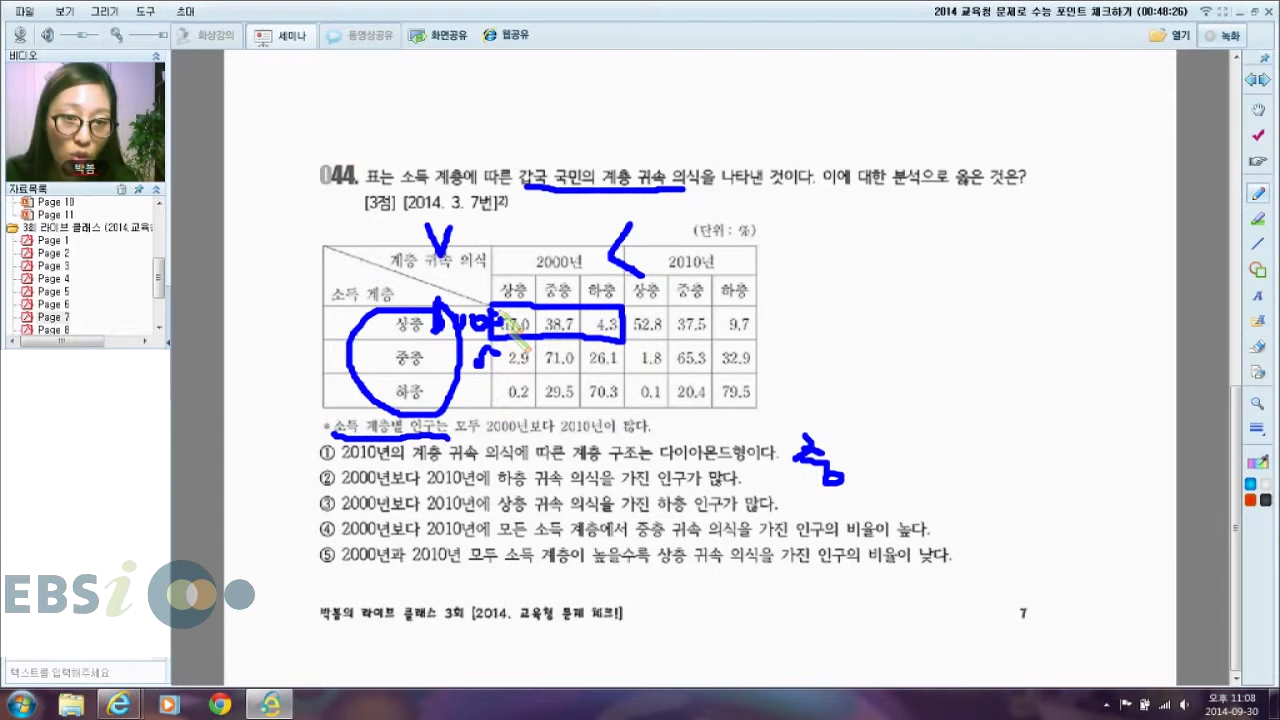 파일 보기 그리기 도구 초대
2014 교육청 문제로 수능 포인트 체크하기 (00:48:26)
화상강의 세미나 동영상공유 화면공유 웹공유 열기 녹화
비디오
박봄
자료목록
Page 10
Page 11
3회 라이브 클래스 (2014.교육청
Page 1
Page 2
Page 3
Page 4
Page 5
Page 6
Page 7
Page 8
044. 표는 소득 계층에 따른 갑국 국민의 계층 귀속 의식을 나타낸 것이다. 이에 대한 분석으로 옳은 것은?
[3점] [2014. 3. 7번]2)
(단위 : %)
계층 귀속 의식 2000년 2010년
소득 계층 상층 중층 하층 상층 중층 하층
상층 38.7 4.3 52.8 37.5 9.7
중층 2.9 71.0 26.1 1.8 65.3 32.9
하층 0.2 29.5 70.3 0.1 20.4 79.5
* 소득 계층별 인구는 모두 2000년보다 2010년이 많다.
① 2010년의 계층 귀속 의식에 따른 계층 구조는 다이아몬드형이다.
② 2000년보다 2010년에 하층 귀속 의식을 가진 인구가 많다.
③ 2000년보다 2010년에 상층 귀속 의식을 가진 하층 인구가 많다.
④ 2000년보다 2010년에 모든 소득 계층에서 중층 귀속 의식을 가진 인구의 비율이 높다.
⑤ 2000년과 2010년 모두 소득 계층이 높을수록 상층 귀속 의식을 가진 인구의 비율이 낮다.
EBSi
박봄의 라이브 클래스 3회 [2014. 교육청 문제 체크!]
7
텍스트를 입력해주세요
오후 11:08
2014-09-30